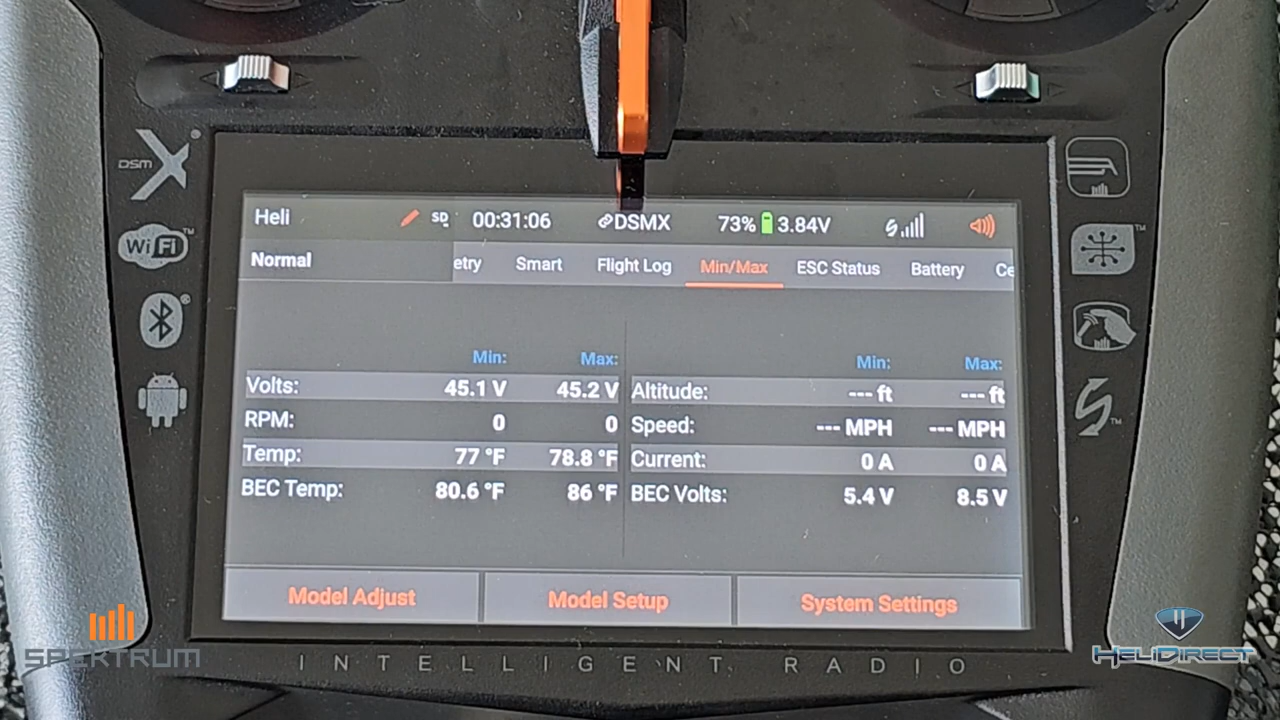 DSM X
WiFi
Heli SD 00:31:06 DSMX 73% 3.84V
Normal etry Smart Flight Log Min/Max ESC Status Battery Ce
Min: Max: Min: Max:
Volts: 45.1 V 45.2 V Altitude: --- ft --- ft
RPM: 0 0 Speed: --- MPH --- MPH
Temp: 77 °F 78.8 °F Current: 0 A 0 A
BEC Temp: 80.6 °F 86 °F BEC Volts: 5.4 V 8.5 V
Model Adjust Model Setup System Settings
SPEKTRUM
INTELLIGENT RADIO
HELIDIRECT